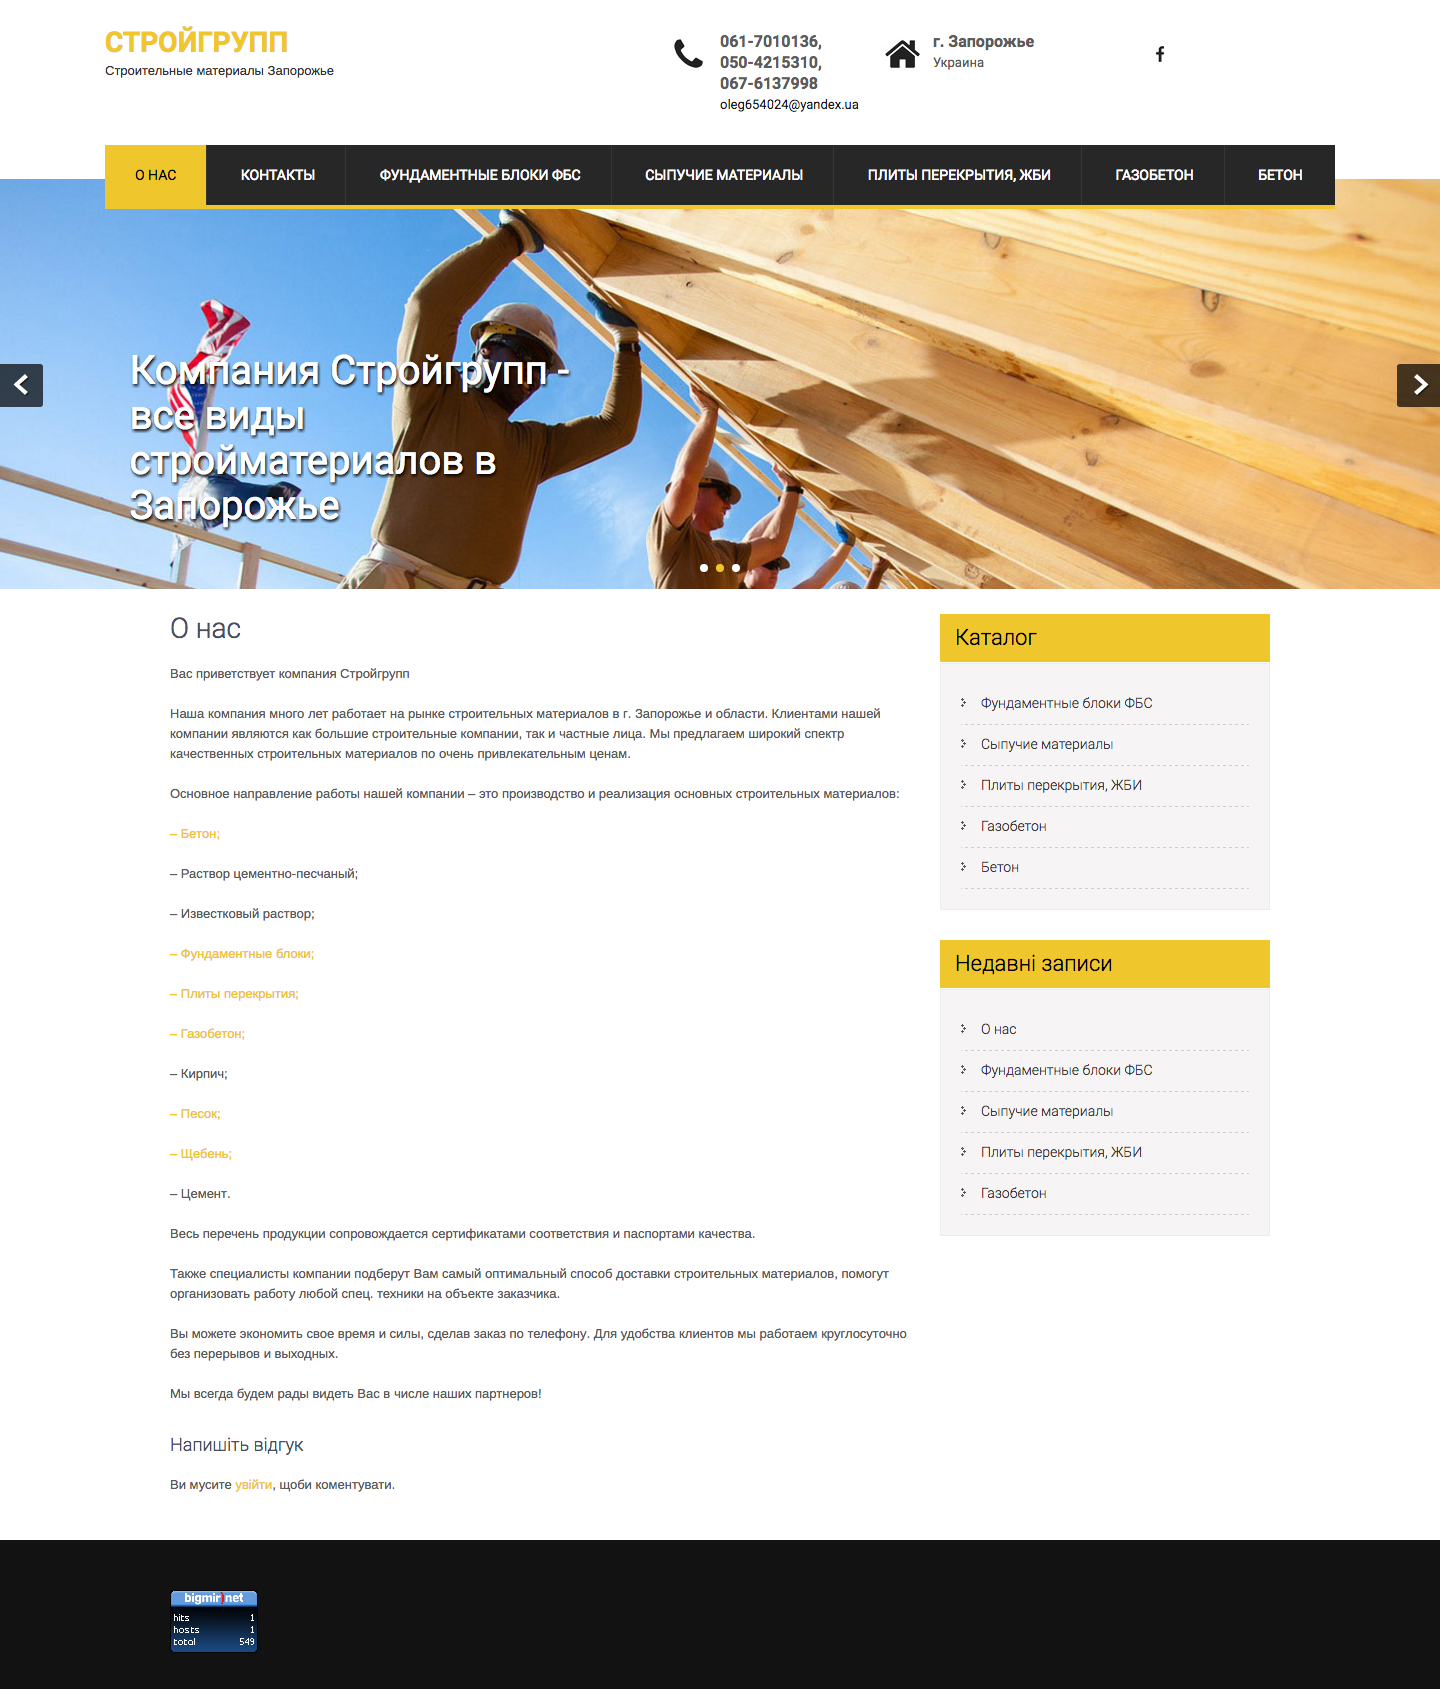 СТРОЙГРУПП
Строительные материалы Запорожье
061-7010136,
050-4215310,
067-6137998
oleg654024@yandex.ua
г. Запорожье
Украина
О НАС
КОНТАКТЫ
ФУНДАМЕНТНЫЕ БЛОКИ ФБС
СЫПУЧИЕ МАТЕРИАЛЫ
ПЛИТЫ ПЕРЕКРЫТИЯ, ЖБИ
ГАЗОБЕТОН
БЕТОН
Компания Стройгрупп -
все виды
стройматериалов в
Запорожье
О нас
Вас приветствует компания Стройгрупп
Наша компания много лет работает на рынке строительных материалов в г. Запорожье и области. Клиентами нашей
компании являются как большие строительные компании, так и частные лица. Мы предлагаем широкий спектр
качественных строительных материалов по очень привлекательным ценам.
Основное направление работы нашей компании – это производство и реализация основных строительных материалов:
– Бетон;
– Раствор цементно-песчаный;
– Известковый раствор;
– Фундаментные блоки;
– Плиты перекрытия;
– Газобетон;
– Кирпич;
– Песок;
– Щебень;
– Цемент.
Весь перечень продукции сопровождается сертификатами соответствия и паспортами качества.
Также специалисты компании подберут Вам самый оптимальный способ доставки строительных материалов, помогут
организовать работу любой спец. техники на объекте заказчика.
Вы можете экономить свое время и силы, сделав заказ по телефону. Для удобства клиентов мы работаем круглосуточно
без перерывов и выходных.
Мы всегда будем рады видеть Вас в числе наших партнеров!
Напишіть відгук
Ви мусите увійти, щоби коментувати.
Каталог
Фундаментные блоки ФБС
Сыпучие материалы
Плиты перекрытия, ЖБИ
Газобетон
Бетон
Недавні записи
О нас
Фундаментные блоки ФБС
Сыпучие материалы
Плиты перекрытия, ЖБИ
Газобетон
bigmir)net
hits 1
hosts 1
total 549